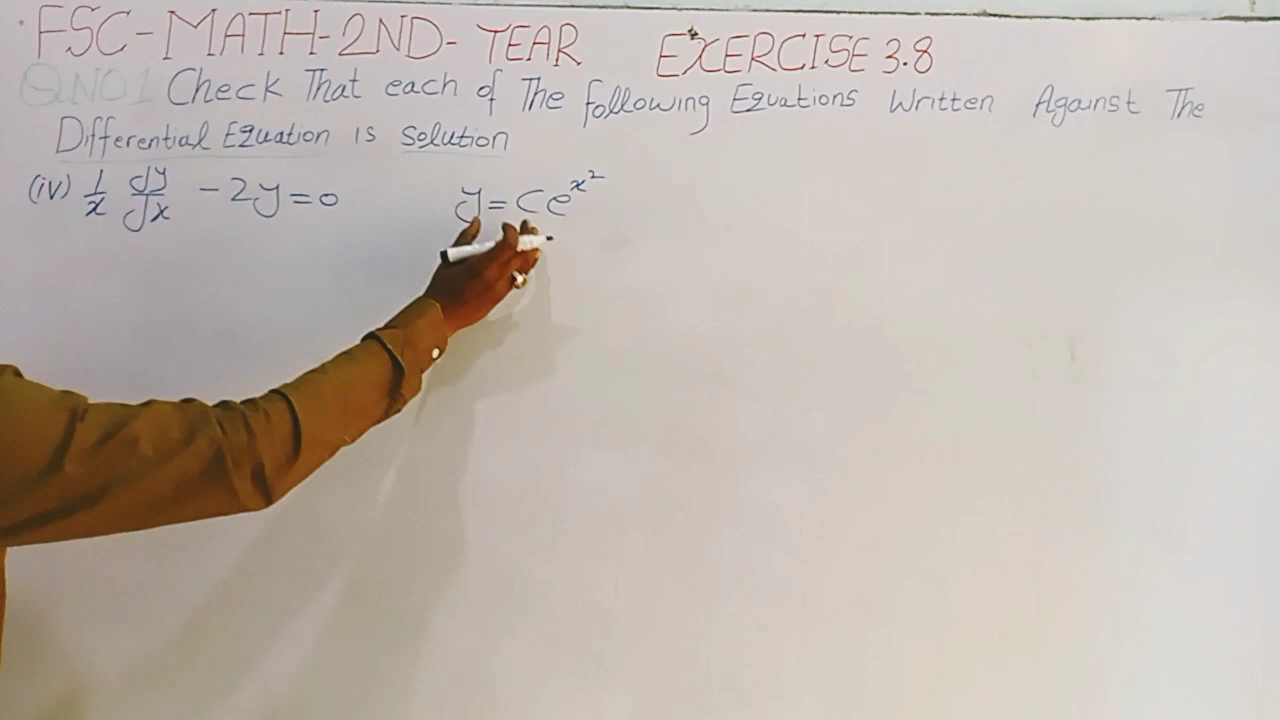 FSC-MATH-2ND-YEAR EXERCISE 3.8
Q.NO1 Check That each of The following Equations Written Against The
Differential Equation is solution
(iv) 1/x dy/dx - 2y = 0 y = Ce^x²